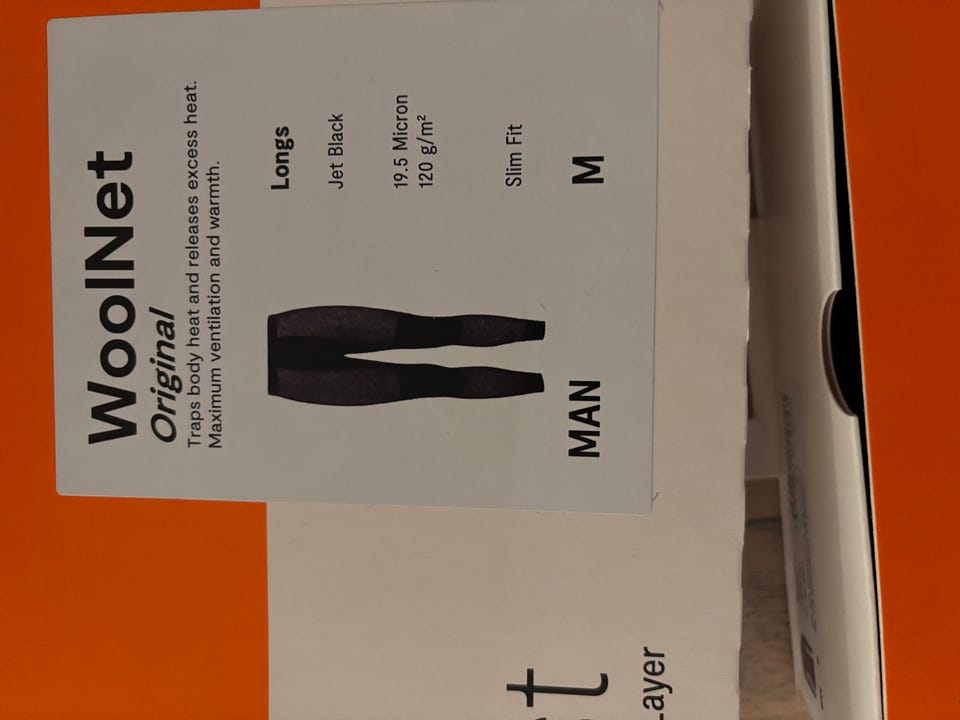 WoolNet
Original
Traps body heat and releases excess heat.
Maximum ventilation and warmth.
Longs
Jet Black
19.5 Micron
120 g/m²
Slim Fit
MAN M